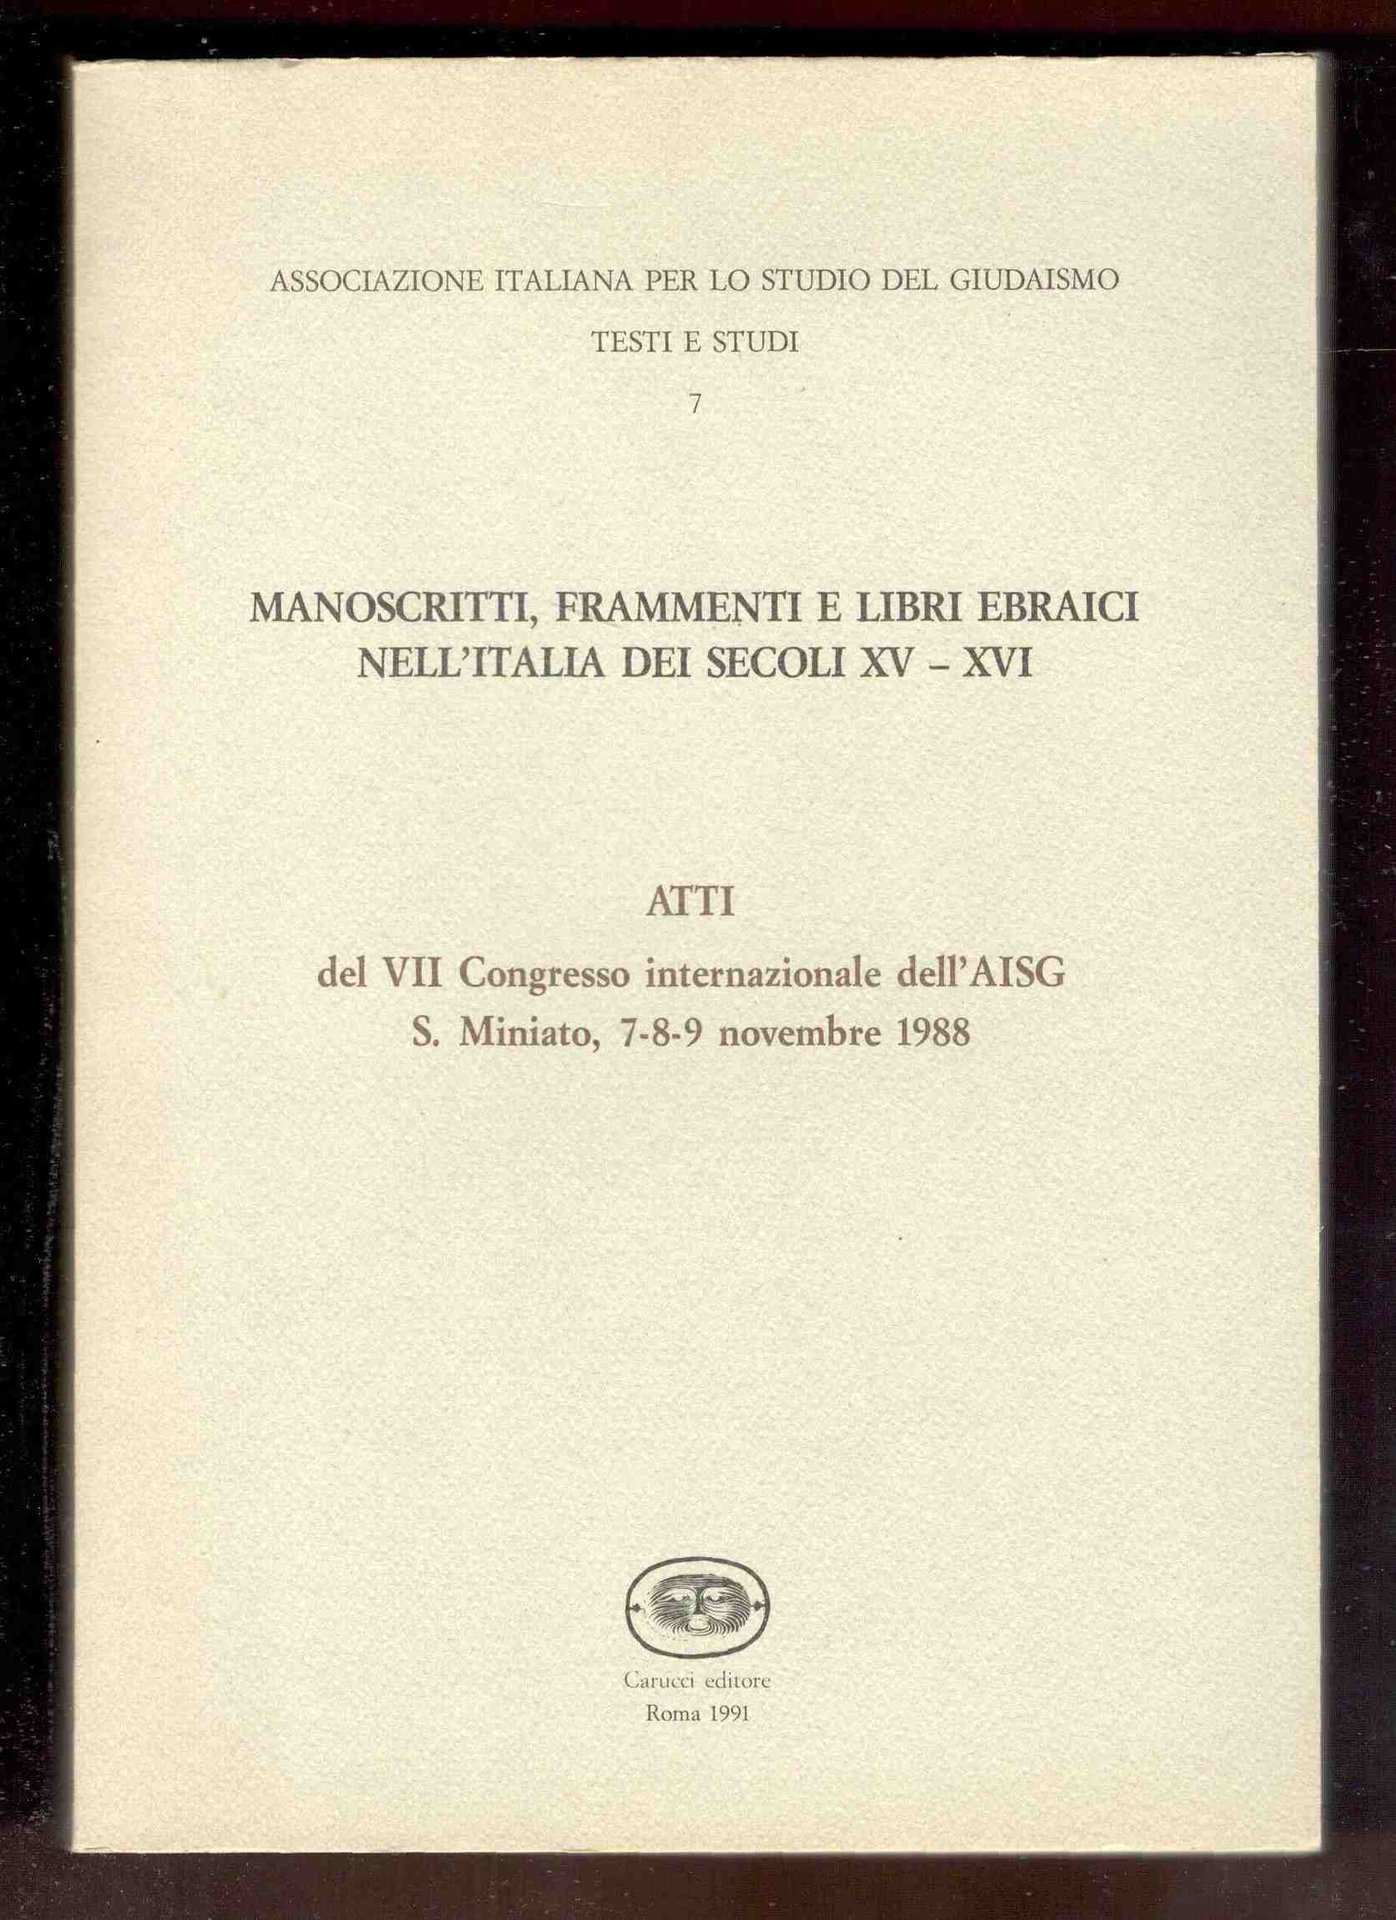 ASSOCIAZIONE ITALIANA PER LO STUDIO DEL GIUDAISMO
TESTI E STUDI
7
MANOSCRITTI, FRAMMENTI E LIBRI EBRAICI
NELL'ITALIA DEI SECOLI XV – XVI
ATTI
del VII Congresso internazionale dell'AISG
S. Miniato, 7-8-9 novembre 1988
Carucci editore
Roma 1991